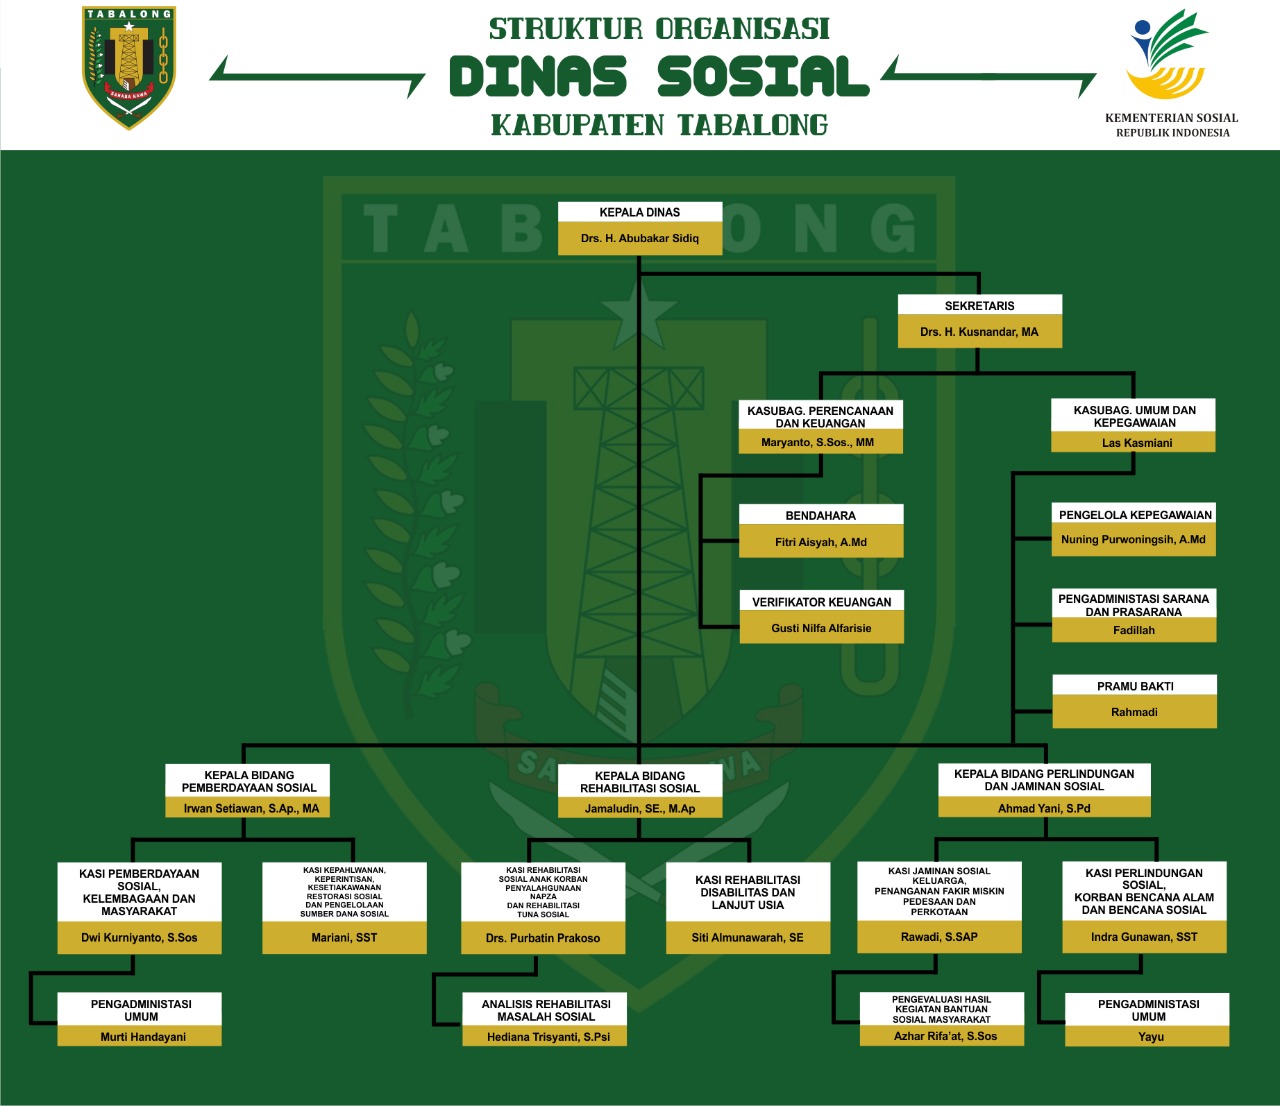 TABALONG
SARABA KAWA
STRUKTUR ORGANISASI
DINAS SOSIAL
KABUPATEN TABALONG
KEMENTERIAN SOSIAL
REPUBLIK INDONESIA
KEPALA DINAS
Drs. H. Abubakar Sidiq
SEKRETARIS
Drs. H. Kusnandar, MA
KASUBAG. PERENCANAAN
DAN KEUANGAN
Maryanto, S.Sos., MM
KASUBAG. UMUM DAN
KEPEGAWAIAN
Las Kasmiani
BENDAHARA
Fitri Aisyah, A.Md
PENGELOLA KEPEGAWAIAN
Nuning Purwoningsih, A.Md
VERIFIKATOR KEUANGAN
Gusti Nilfa Alfarisie
PENGADMINISTASI SARANA
DAN PRASARANA
Fadillah
PRAMU BAKTI
Rahmadi
KEPALA BIDANG
PEMBERDAYAAN SOSIAL
Irwan Setiawan, S.Ap., MA
KEPALA BIDANG
REHABILITASI SOSIAL
Jamaludin, SE., M.Ap
KEPALA BIDANG PERLINDUNGAN
DAN JAMINAN SOSIAL
Ahmad Yani, S.Pd
KASI PEMBERDAYAAN
SOSIAL,
KELEMBAGAAN DAN
MASYARAKAT
Dwi Kurniyanto, S.Sos
KASI KEPAHLWANAN,
KEPERINTISAN,
KESETIAKAWANAN
RESTORASI SOSIAL
DAN PENGELOLAAN
SUMBER DANA SOSIAL
Mariani, SST
KASI REHABILITASI
SOSIAL ANAK KORBAN
PENYALAHGUNAAN
NAPZA
DAN REHABILITASI
TUNA SOSIAL
Drs. Purbatin Prakoso
KASI REHABILITASI
DISABILITAS DAN
LANJUT USIA
Siti Almunawarah, SE
KASI JAMINAN SOSIAL
KELUARGA,
PENANGANAN FAKIR MISKIN
PEDESAAN DAN
PERKOTAAN
Rawadi, S.SAP
KASI PERLINDUNGAN
SOSIAL,
KORBAN BENCANA ALAM
DAN BENCANA SOSIAL
Indra Gunawan, SST
PENGADMINISTASI
UMUM
Murti Handayani
ANALISIS REHABILITASI
MASALAH SOSIAL
Hediana Trisyanti, S.Psi
PENGEVALUASI HASIL
KEGIATAN BANTUAN
SOSIAL MASYARAKAT
Azhar Rifa'at, S.Sos
PENGADMINISTASI
UMUM
Yayu